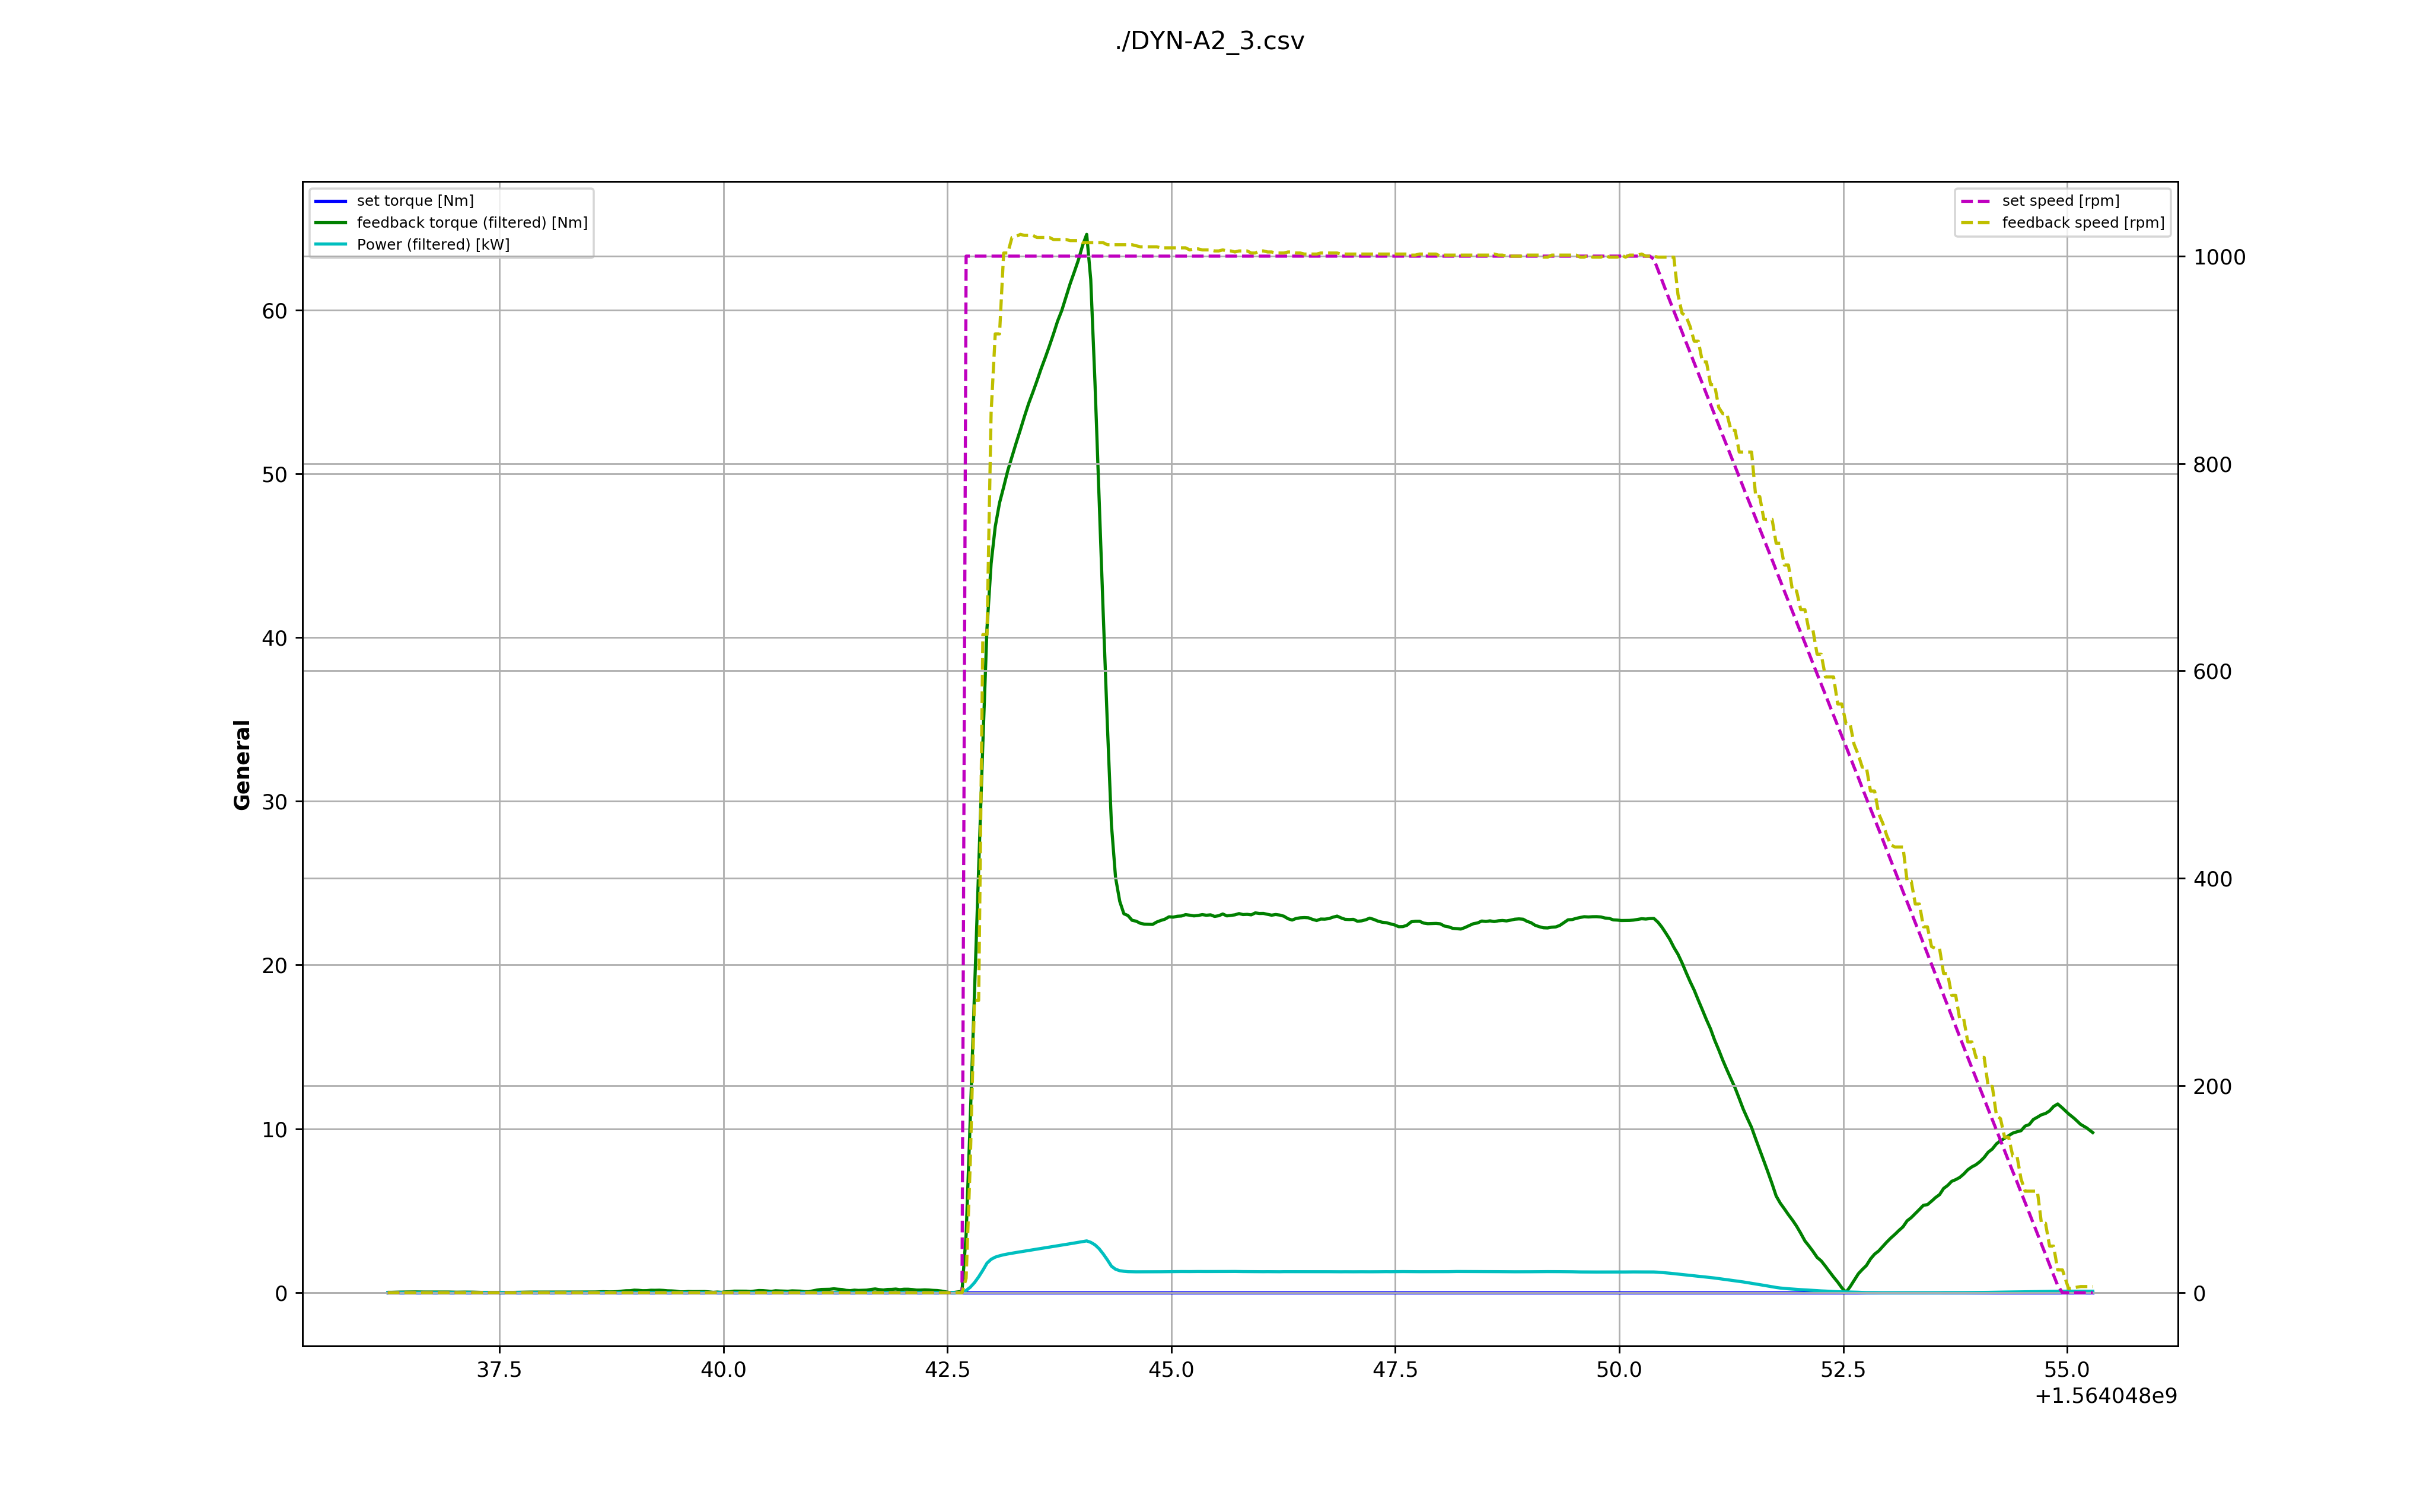 ./DYN-A2_3.csv
set torque [Nm]
feedback torque (filtered) [Nm]
Power (filtered) [kW]
set speed [rpm]
feedback speed [rpm]
General
60
50
40
30
20
10
0
1000
800
600
400
200
0
37.5 40.0 42.5 45.0 47.5 50.0 52.5 55.0
+1.564048e9